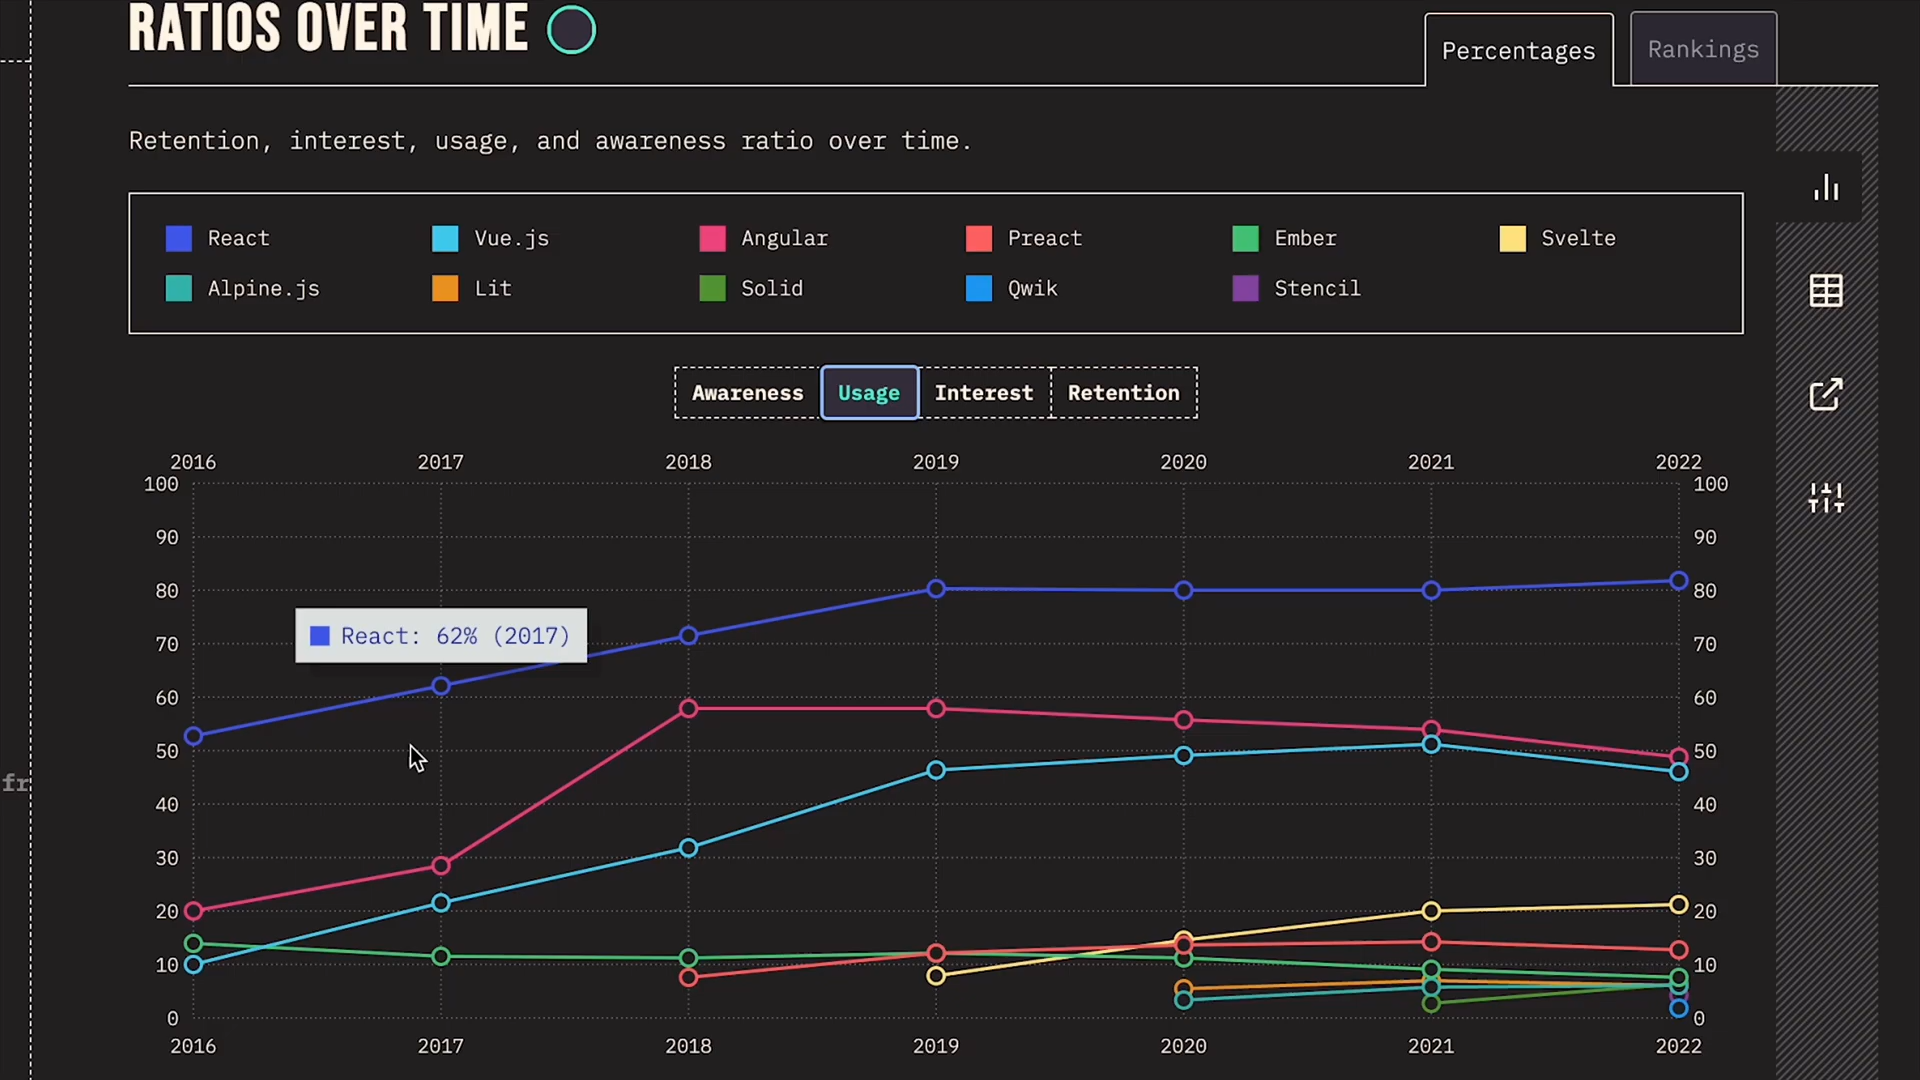 RATIOS OVER TIME
Percentages
Rankings
Retention, interest, usage, and awareness ratio over time.
React Vue.js Angular Preact Ember Svelte
Alpine.js Lit Solid Qwik Stencil
Awareness Usage Interest Retention
2016 2017 2018 2019 2020 2021 2022
100 100
90 90
80 80
React: 62% (2017)
70 70
60 60
50 50
fr
40 40
30 30
20 20
10 10
0 0
2016 2017 2018 2019 2020 2021 2022